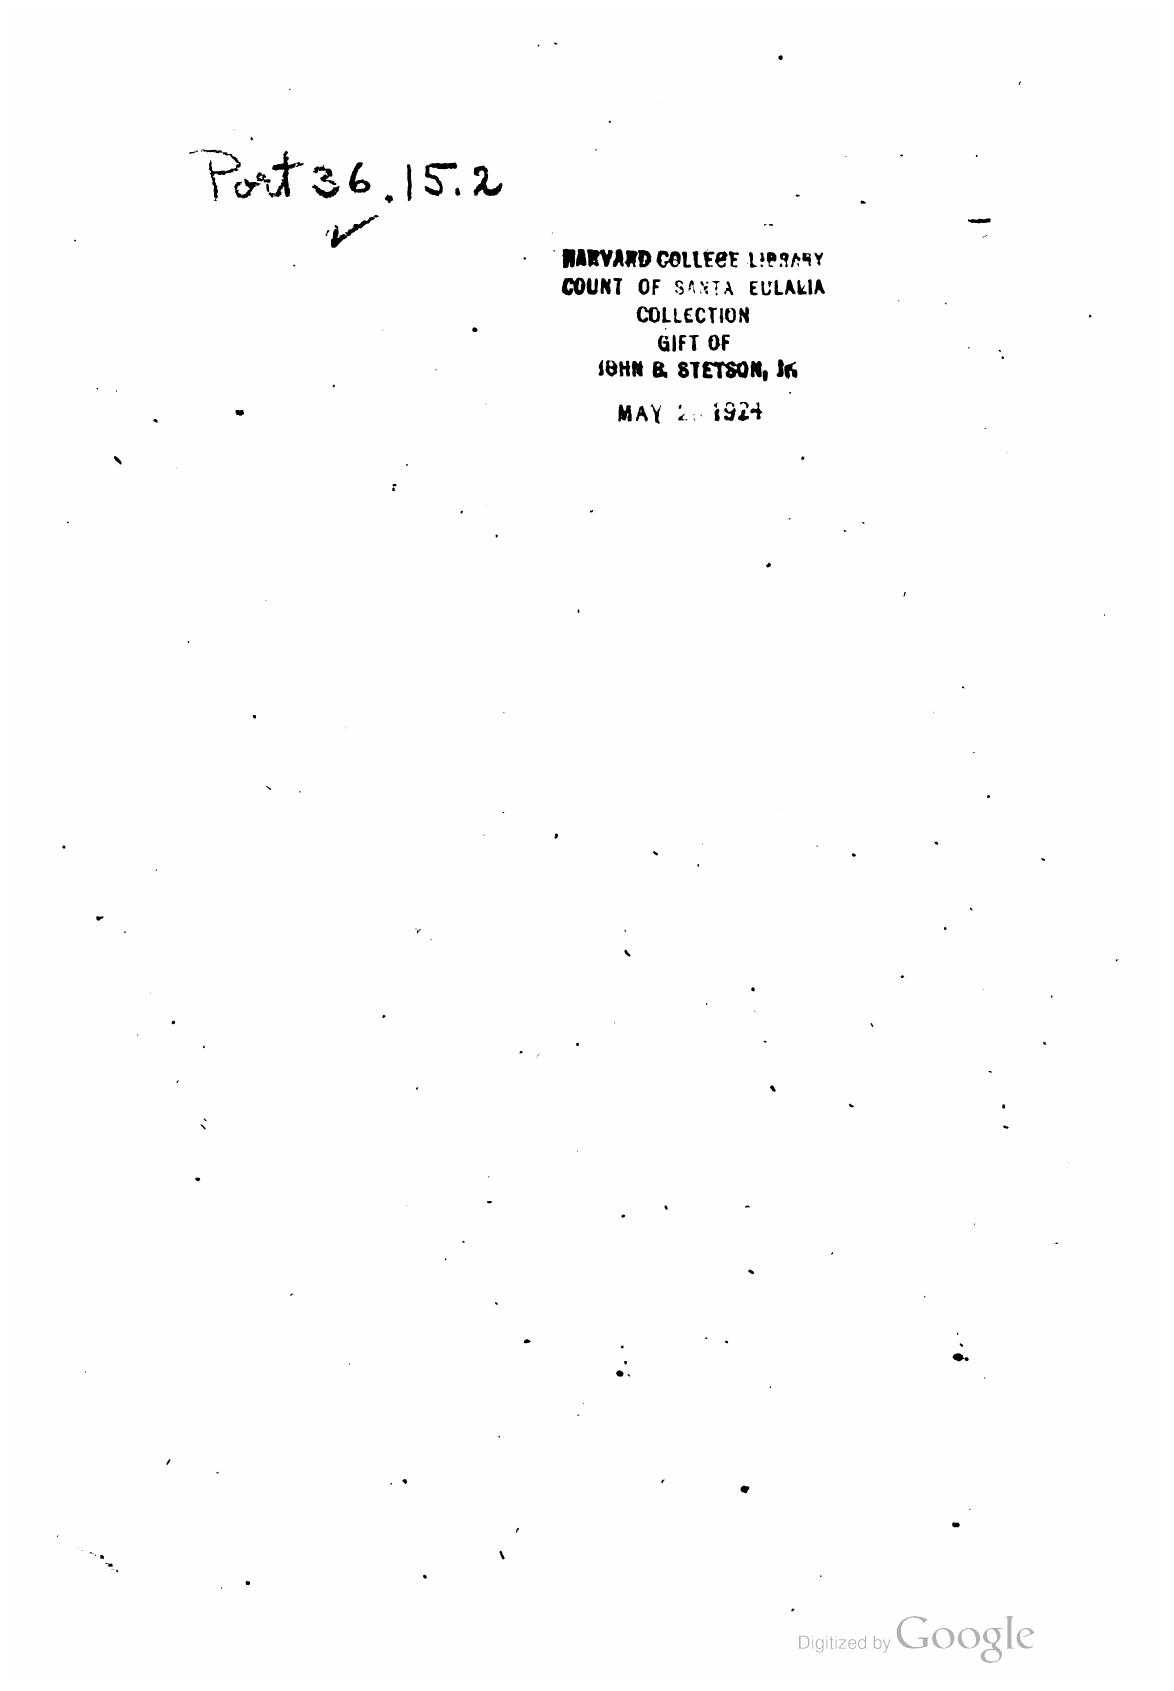 Port 36.15.2
HARVARD COLLEGE LIBRARY
COUNT OF SANTA EULALIA
COLLECTION
GIFT OF
JOHN B. STETSON, Jr.
MAY 1924
Digitized by Google